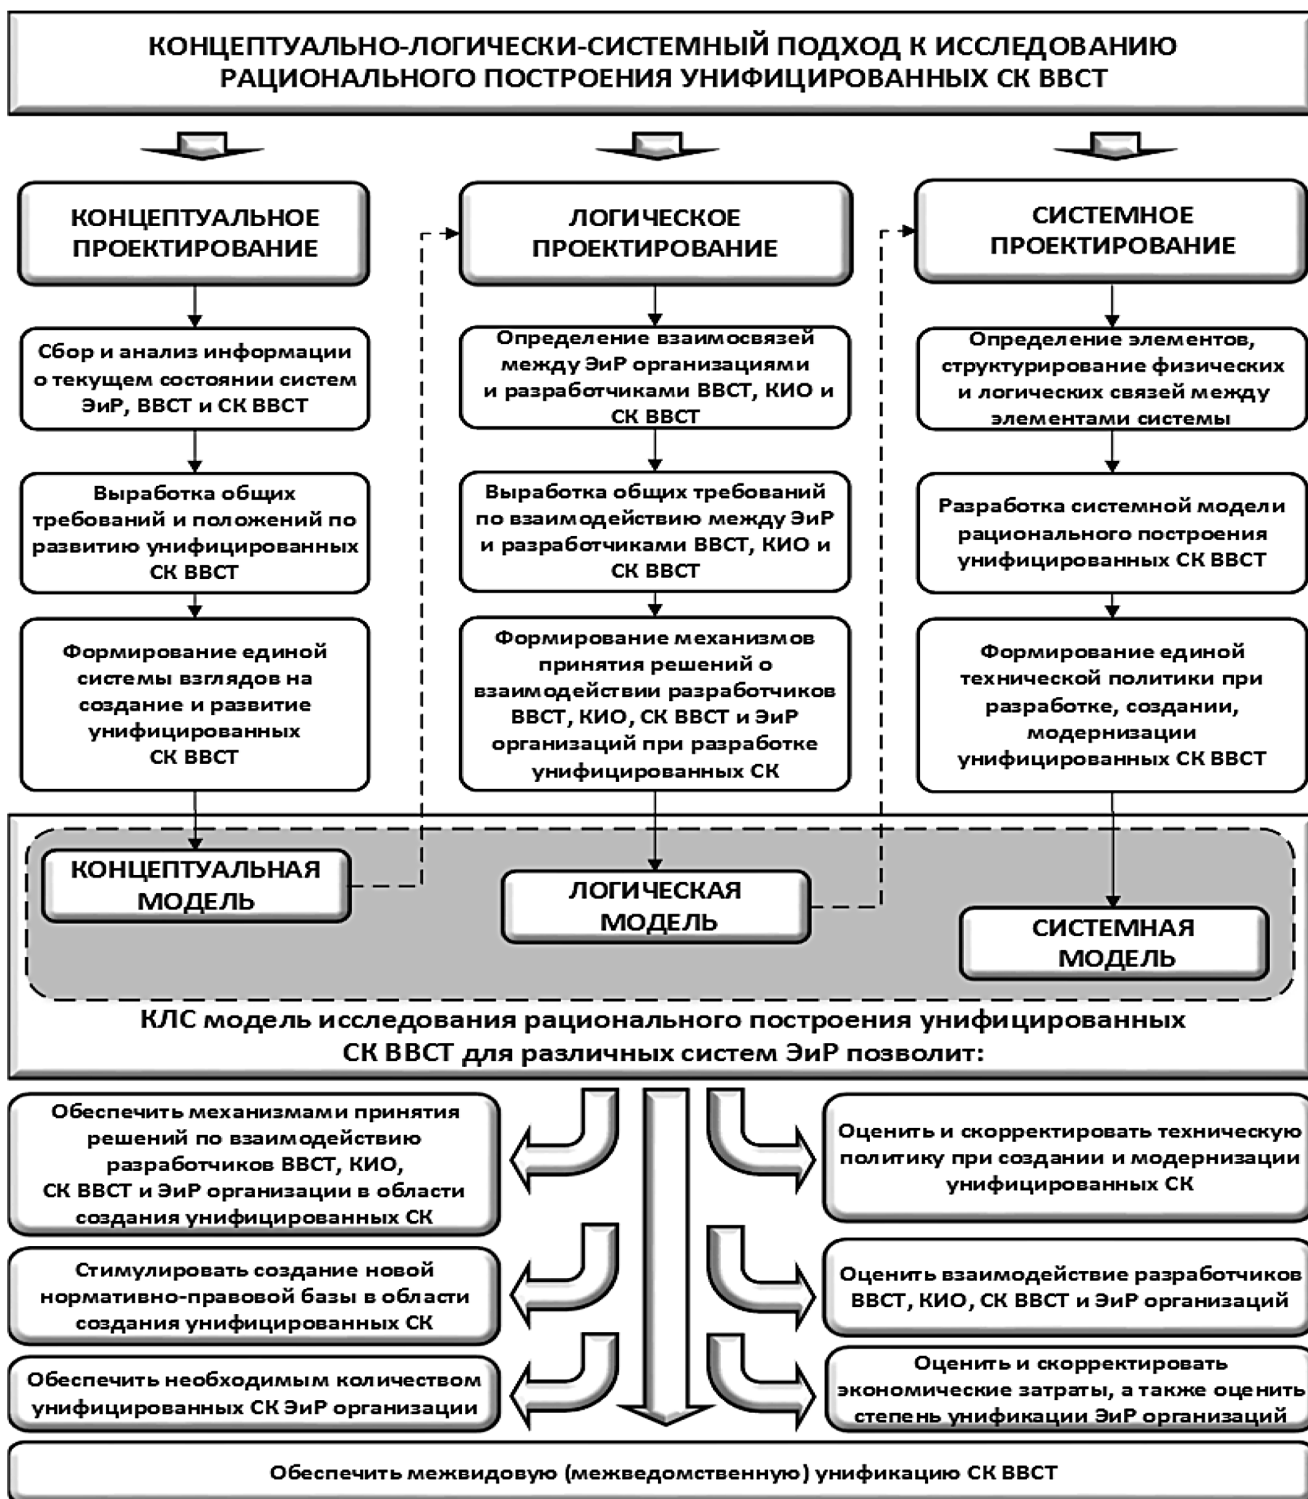 КОНЦЕПТУАЛЬНО-ЛОГИЧЕСКИ-СИСТЕМНЫЙ ПОДХОД К ИССЛЕДОВАНИЮ
РАЦИОНАЛЬНОГО ПОСТРОЕНИЯ УНИФИЦИРОВАННЫХ СК ВВСТ
КОНЦЕПТУАЛЬНОЕ
ПРОЕКТИРОВАНИЕ
Сбор и анализ информации
о текущем состоянии систем
ЭиР, ВВСТ и СК ВВСТ
Выработка общих
требований и положений по
развитию унифицированных
СК ВВСТ
Формирование единой
системы взглядов на
создание и развитие
унифицированных
СК ВВСТ
КОНЦЕПТУАЛЬНАЯ
МОДЕЛЬ
ЛОГИЧЕСКОЕ
ПРОЕКТИРОВАНИЕ
Определение взаимосвязей
между ЭиР организациями
и разработчиками ВВСТ, КИО и
СК ВВСТ
Выработка общих требований
по взаимодействию между ЭиР
и разработчиками ВВСТ, КИО и
СК ВВСТ
Формирование механизмов
принятия решений о
взаимодействии разработчиков
ВВСТ, КИО, СК ВВСТ и ЭиР
организаций при разработке
унифицированных СК
ЛОГИЧЕСКАЯ
МОДЕЛЬ
СИСТЕМНОЕ
ПРОЕКТИРОВАНИЕ
Определение элементов,
структурирование физических
и логических связей между
элементами системы
Разработка системной модели
рационального построения
унифицированных СК ВВСТ
Формирование единой
технической политики при
разработке, создании,
модернизации
унифицированных СК ВВСТ
СИСТЕМНАЯ
МОДЕЛЬ
КЛС модель исследования рационального построения унифицированных
СК ВВСТ для различных систем ЭиР позволит:
Обеспечить механизмами принятия
решений по взаимодействию
разработчиков ВВСТ, КИО,
СК ВВСТ и ЭиР организации в области
создания унифицированных СК
Стимулировать создание новой
нормативно-правовой базы в области
создания унифицированных СК
Обеспечить необходимым количеством
унифицированных СК ЭиР организации
Оценить и скорректировать техническую
политику при создании и модернизации
унифицированных СК
Оценить взаимодействие разработчиков
ВВСТ, КИО, СК ВВСТ и ЭиР организаций
Оценить и скорректировать
экономические затраты, а также оценить
степень унификации ЭиР организаций
Обеспечить межвидовую (межведомственную) унификацию СК ВВСТ